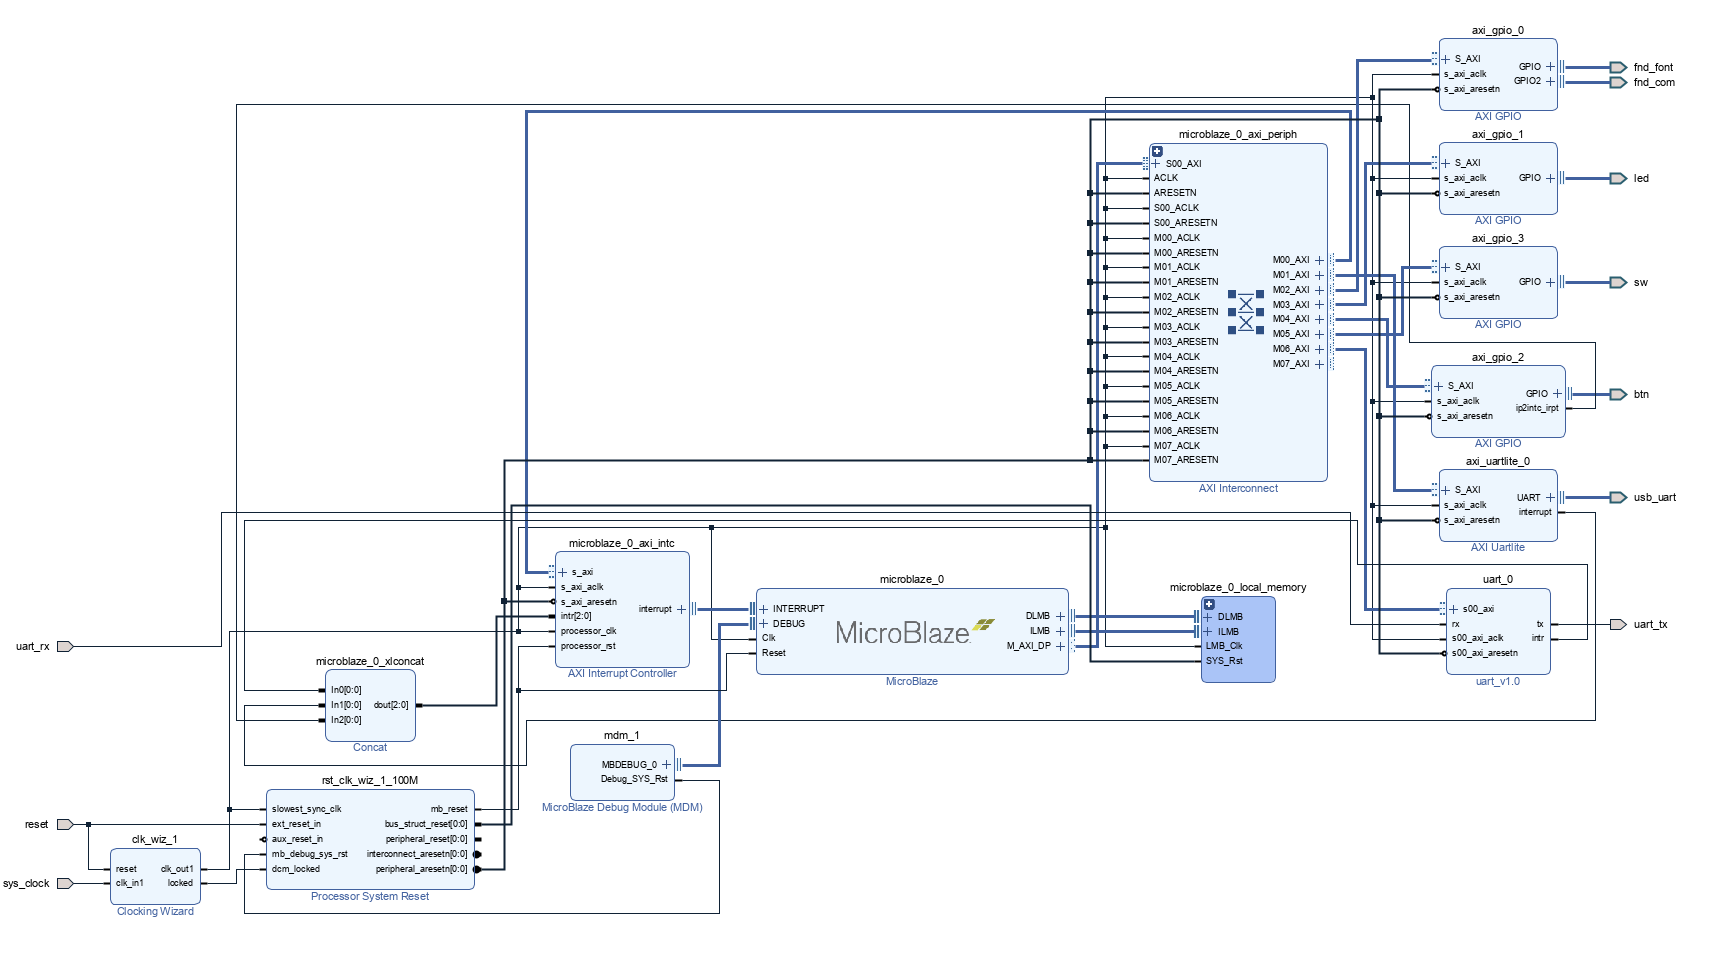 axi_gpio_0
S_AXI
s_axi_aclk
s_axi_aresetn
GPIO
GPIO2
AXI GPIO
fnd_font
fnd_com
axi_gpio_1
S_AXI
s_axi_aclk
s_axi_aresetn
GPIO
AXI GPIO
led
axi_gpio_3
S_AXI
s_axi_aclk
s_axi_aresetn
GPIO
AXI GPIO
sw
axi_gpio_2
S_AXI
s_axi_aclk
s_axi_aresetn
GPIO
ip2intc_irpt
AXI GPIO
btn
axi_uartlite_0
S_AXI
s_axi_aclk
s_axi_aresetn
UART
interrupt
AXI Uartlite
usb_uart
uart_0
s00_axi
rx
s00_axi_aclk
s00_axi_aresetn
tx
intr
uart_v1.0
uart_tx
microblaze_0_axi_periph
S00_AXI
ACLK
ARESETN
S00_ACLK
S00_ARESETN
M00_ACLK
M00_ARESETN
M01_ACLK
M01_ARESETN
M02_ACLK
M02_ARESETN
M03_ACLK
M03_ARESETN
M04_ACLK
M04_ARESETN
M05_ACLK
M05_ARESETN
M06_ACLK
M06_ARESETN
M07_ACLK
M07_ARESETN
M00_AXI
M01_AXI
M02_AXI
M03_AXI
M04_AXI
M05_AXI
M06_AXI
M07_AXI
AXI Interconnect
microblaze_0_axi_intc
s_axi
s_axi_aclk
s_axi_aresetn
intr[2:0]
processor_clk
processor_rst
interrupt
AXI Interrupt Controller
microblaze_0
INTERRUPT
DEBUG
Clk
Reset
MicroBlaze
DLMB
ILMB
M_AXI_DP
MicroBlaze
microblaze_0_local_memory
DLMB
ILMB
LMB_Clk
SYS_Rst
uart_rx
microblaze_0_xlconcat
In0[0:0]
In1[0:0]
In2[0:0]
dout[2:0]
Concat
mdm_1
MBDEBUG_0
Debug_SYS_Rst
MicroBlaze Debug Module (MDM)
rst_clk_wiz_1_100M
slowest_sync_clk
ext_reset_in
aux_reset_in
mb_debug_sys_rst
dcm_locked
mb_reset
bus_struct_reset[0:0]
peripheral_reset[0:0]
interconnect_aresetn[0:0]
peripheral_aresetn[0:0]
Processor System Reset
reset
sys_clock
clk_wiz_1
reset
clk_in1
clk_out1
locked
Clocking Wizard